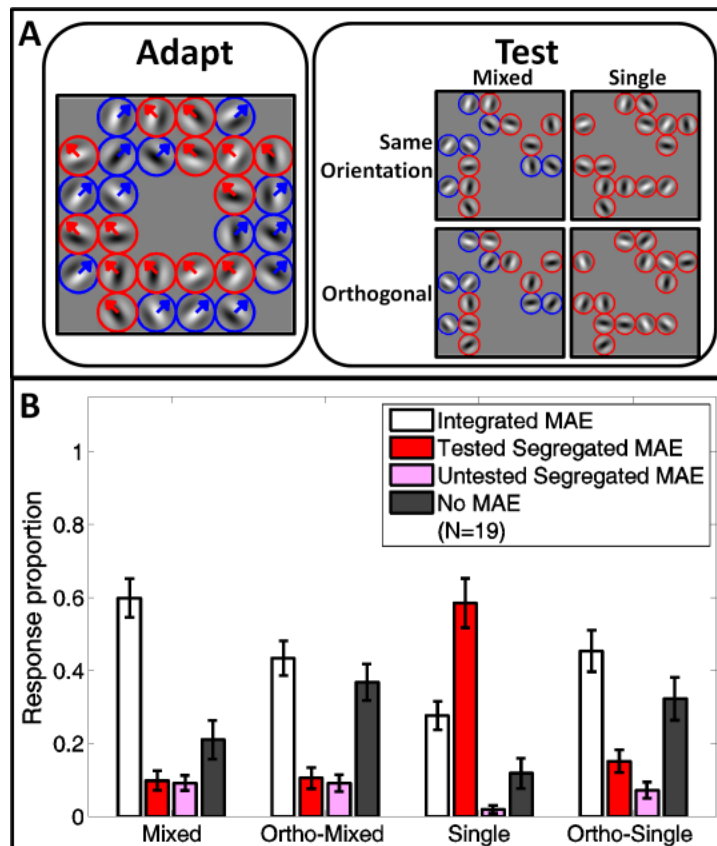 A
Adapt
Test
Mixed
Single
Same
Orientation
Orthogonal
B
Integrated MAE
Tested Segregated MAE
Untested Segregated MAE
No MAE
(N=19)
Response proportion
1
0.8
0.6
0.4
0.2
0
Mixed
Ortho-Mixed
Single
Ortho-Single